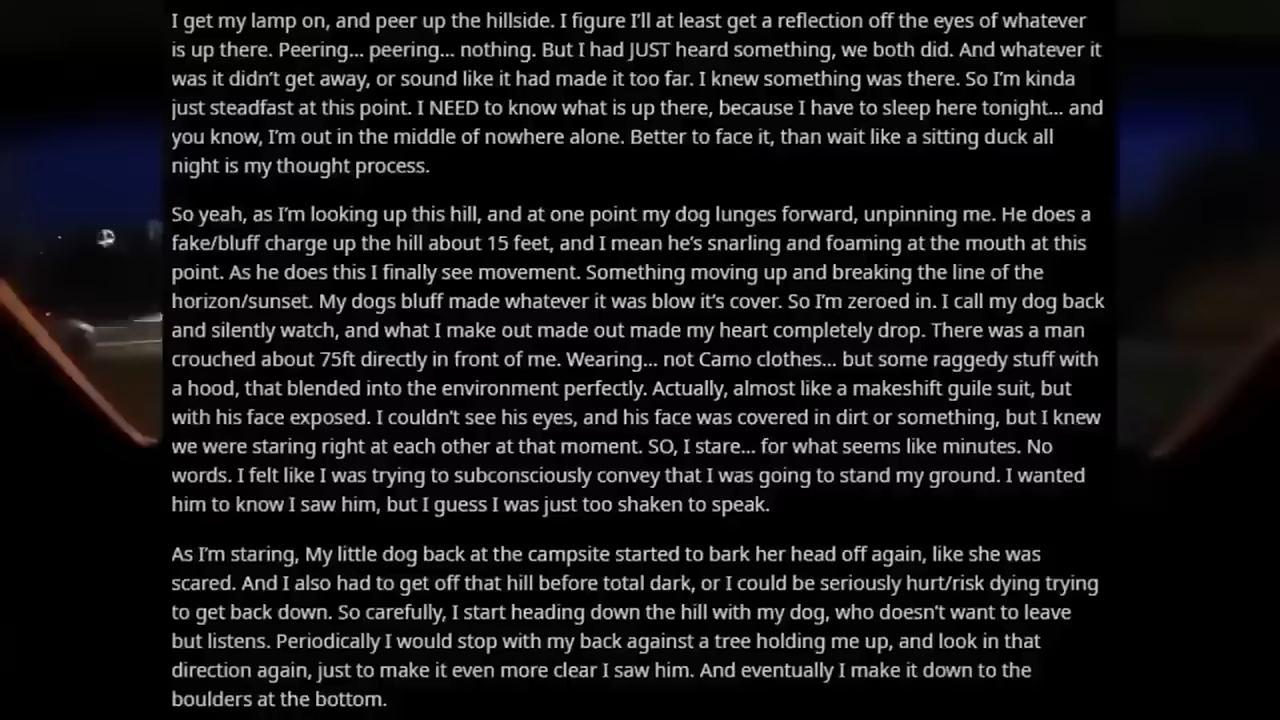 I get my lamp on, and peer up the hillside. I figure I'll at least get a reflection off the eyes of whatever
is up there. Peering... peering... nothing. But I had JUST heard something, we both did. And whatever it
was it didn't get away, or sound like it had made it too far. I knew something was there. So I'm kinda
just steadfast at this point. I NEED to know what is up there, because I have to sleep here tonight... and
you know, I'm out in the middle of nowhere alone. Better to face it, than wait like a sitting duck all
night is my thought process.
So yeah, as I'm looking up this hill, and at one point my dog lunges forward, unpinning me. He does a
fake/bluff charge up the hill about 15 feet, and I mean he's snarling and foaming at the mouth at this
point. As he does this I finally see movement. Something moving up and breaking the line of the
horizon/sunset. My dogs bluff made whatever it was blow it's cover. So I'm zeroed in. I call my dog back
and silently watch, and what I make out made out made my heart completely drop. There was a man
crouched about 75ft directly in front of me. Wearing... not Camo clothes... but some raggedy stuff with
a hood, that blended into the environment perfectly. Actually, almost like a makeshift guile suit, but
with his face exposed. I couldn't see his eyes, and his face was covered in dirt or something, but I knew
we were staring right at each other at that moment. SO, I stare... for what seems like minutes. No
words. I felt like I was trying to subconsciously convey that I was going to stand my ground. I wanted
him to know I saw him, but I guess I was just too shaken to speak.
As I'm staring, My little dog back at the campsite started to bark her head off again, like she was
scared. And I also had to get off that hill before total dark, or I could be seriously hurt/risk dying trying
to get back down. So carefully, I start heading down the hill with my dog, who doesn't want to leave
but listens. Periodically I would stop with my back against a tree holding me up, and look in that
direction again, just to make it even more clear I saw him. And eventually I make it down to the
boulders at the bottom.